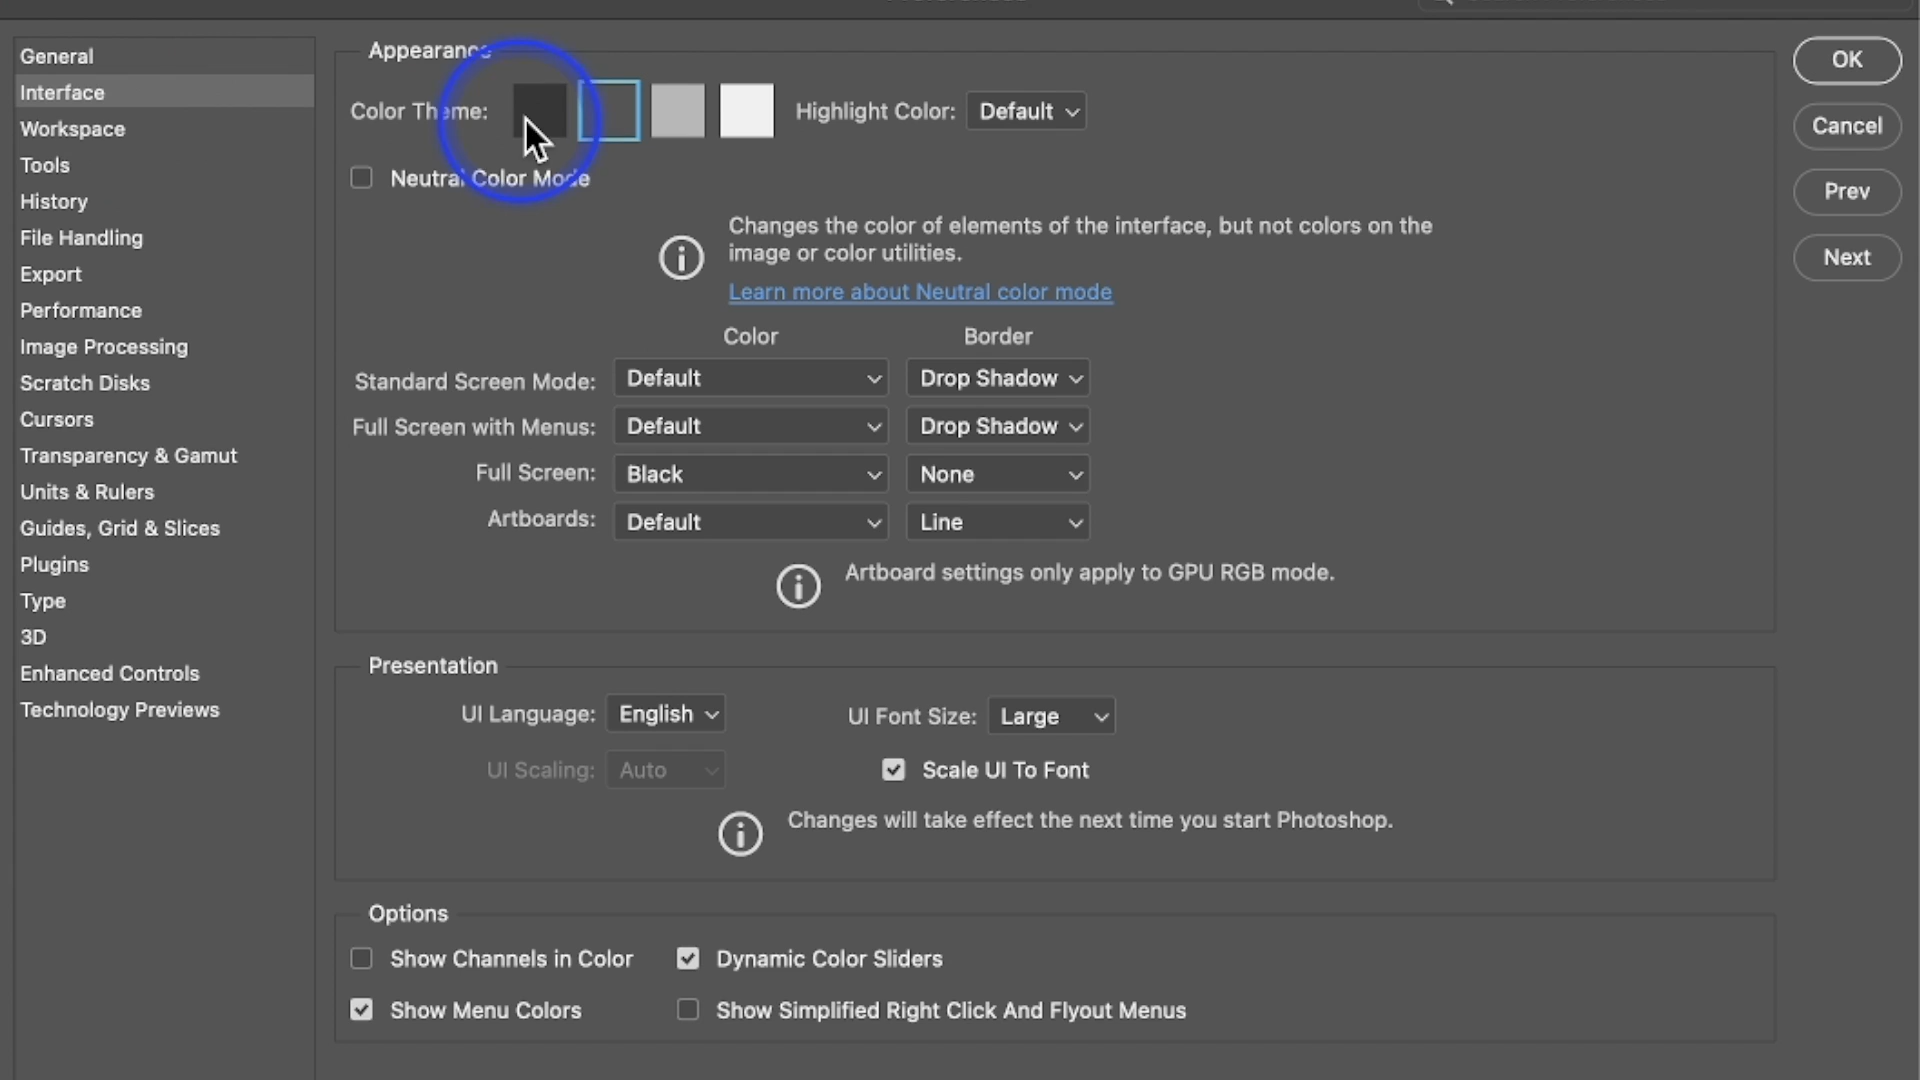 General
Interface
Workspace
Tools
History
File Handling
Export
Performance
Image Processing
Scratch Disks
Cursors
Transparency & Gamut
Units & Rulers
Guides, Grid & Slices
Plugins
Type
3D
Enhanced Controls
Technology Previews
Appearance
Color Theme:
Highlight Color: Default
Neutral Color Mode
Changes the color of elements of the interface, but not colors on the
image or color utilities.
Learn more about Neutral color mode
Color Border
Standard Screen Mode: Default Drop Shadow
Full Screen with Menus: Default Drop Shadow
Full Screen: Black None
Artboards: Default Line
Artboard settings only apply to GPU RGB mode.
Presentation
UI Language: English UI Font Size: Large
UI Scaling: Auto Scale UI To Font
Changes will take effect the next time you start Photoshop.
Options
Show Channels in Color Dynamic Color Sliders
Show Menu Colors Show Simplified Right Click And Flyout Menus
OK
Cancel
Prev
Next